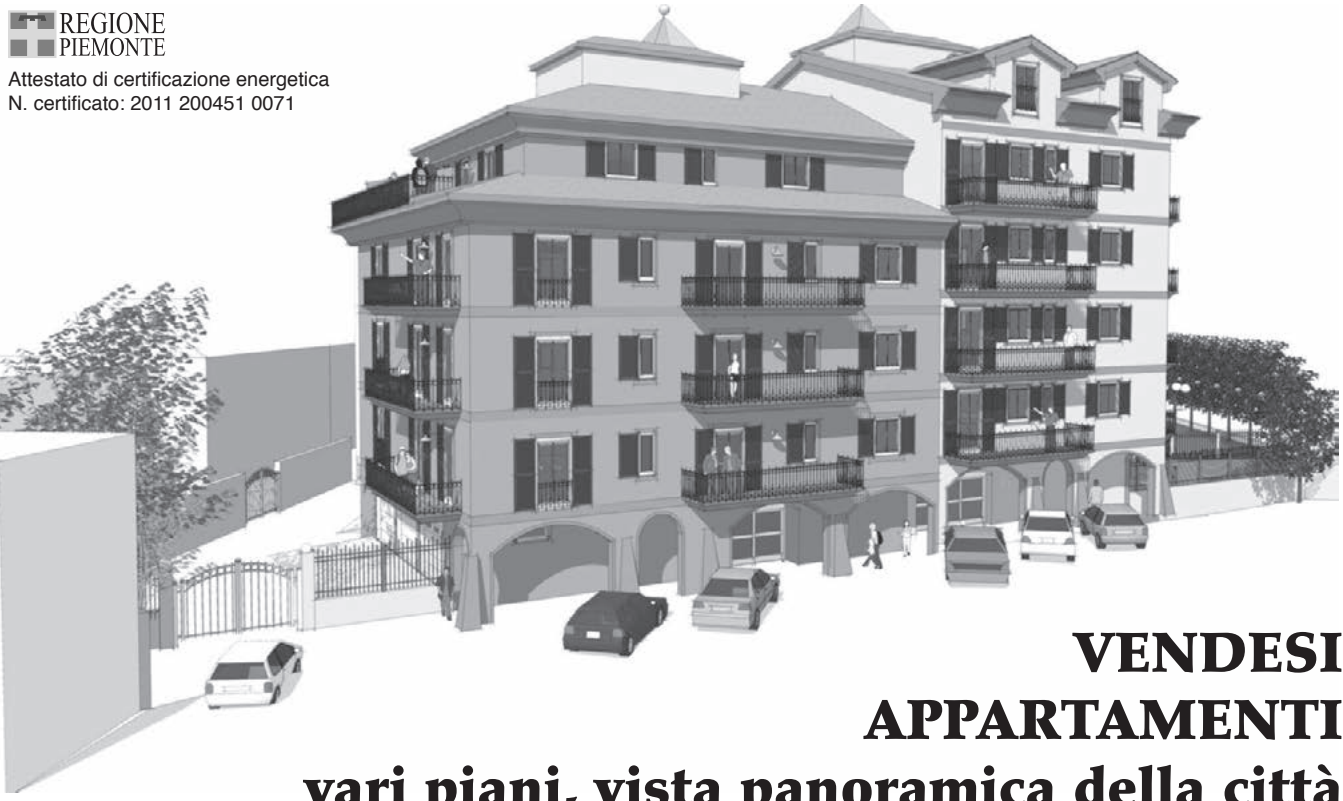 REGIONE
PIEMONTE
Attestato di certificazione energetica
N. certificato: 2011 200451 0071
VENDESI
APPARTAMENTI
vari piani, vista panoramica della città